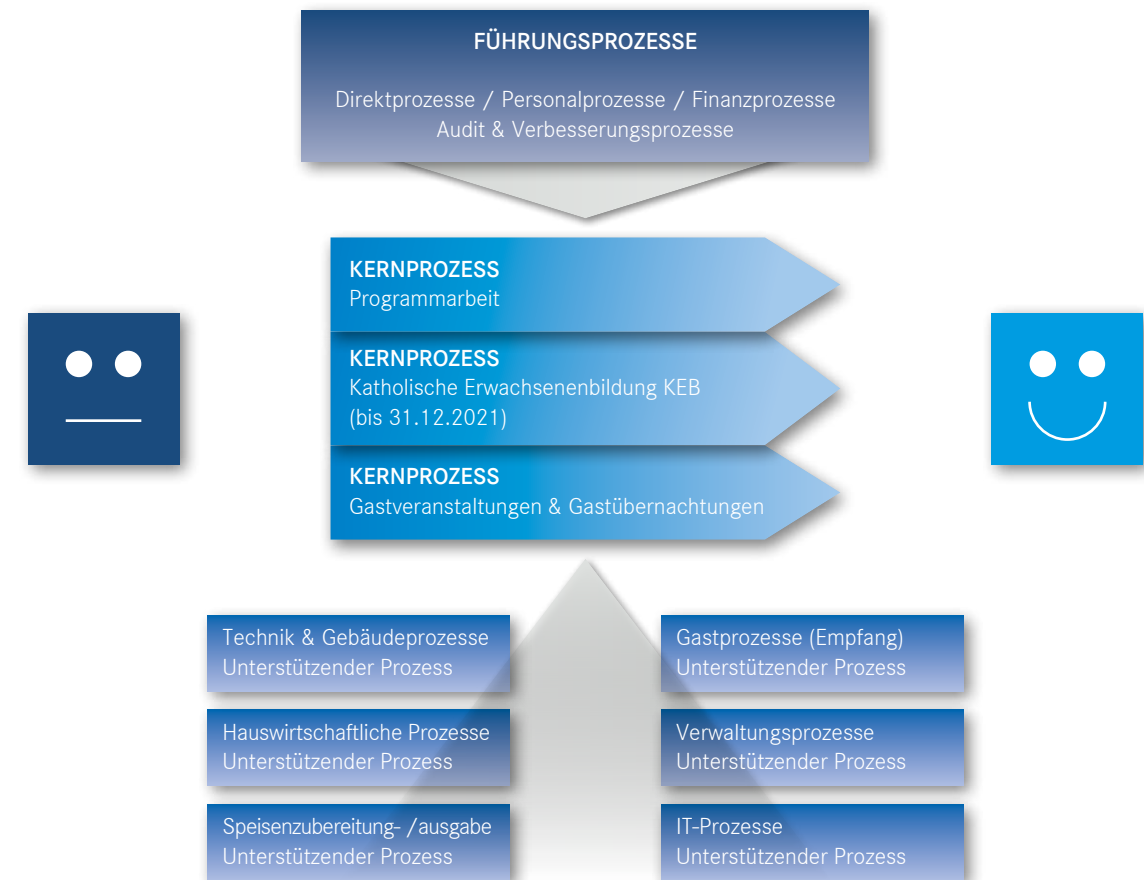 FÜHRUNGSPROZESSE
Direktprozesse / Personalprozesse / Finanzprozesse
Audit & Verbesserungsprozesse
KERNPROZESS
Programmarbeit
KERNPROZESS
Katholische Erwachsenenbildung KEB
(bis 31.12.2021)
KERNPROZESS
Gastveranstaltungen & Gastübernachtungen
Technik & Gebäudeprozesse
Unterstützender Prozess
Gastprozesse (Empfang)
Unterstützender Prozess
Hauswirtschaftliche Prozesse
Unterstützender Prozess
Verwaltungsprozesse
Unterstützender Prozess
Speisenzubereitung- /ausgabe
Unterstützender Prozess
IT-Prozesse
Unterstützender Prozess